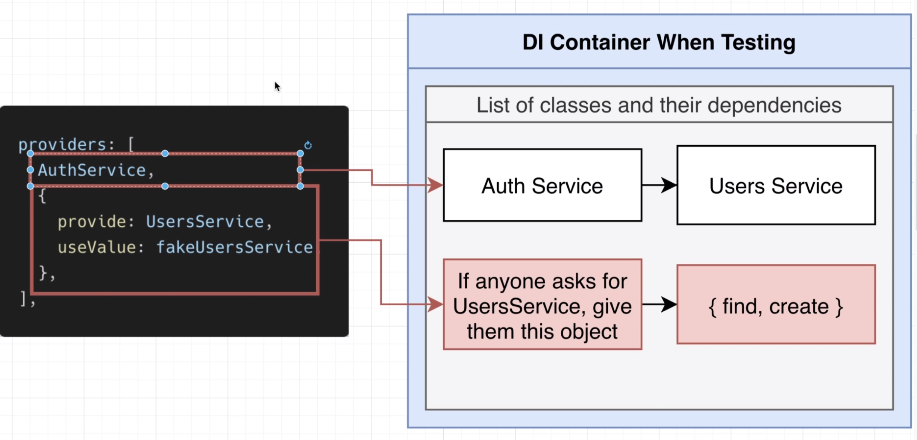 providers: [
AuthService,
{
provide: UsersService,
useValue: fakeUsersService
},
],
DI Container When Testing
List of classes and their dependencies
Auth Service
Users Service
If anyone asks for
UsersService, give
them this object
{ find, create }